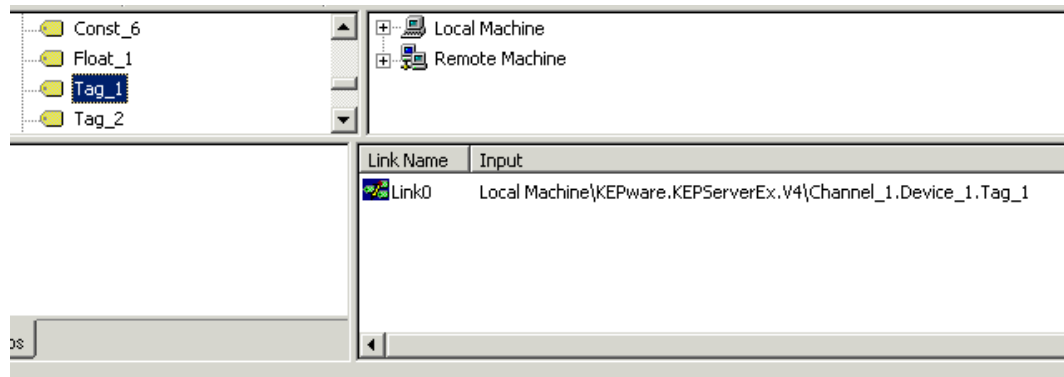 Const_6
Float_1
Tag_1
Tag_2
Local Machine
Remote Machine
Link Name Input
Link0 Local Machine\KEPware.KEPServerEx.V4\Channel_1.Device_1.Tag_1